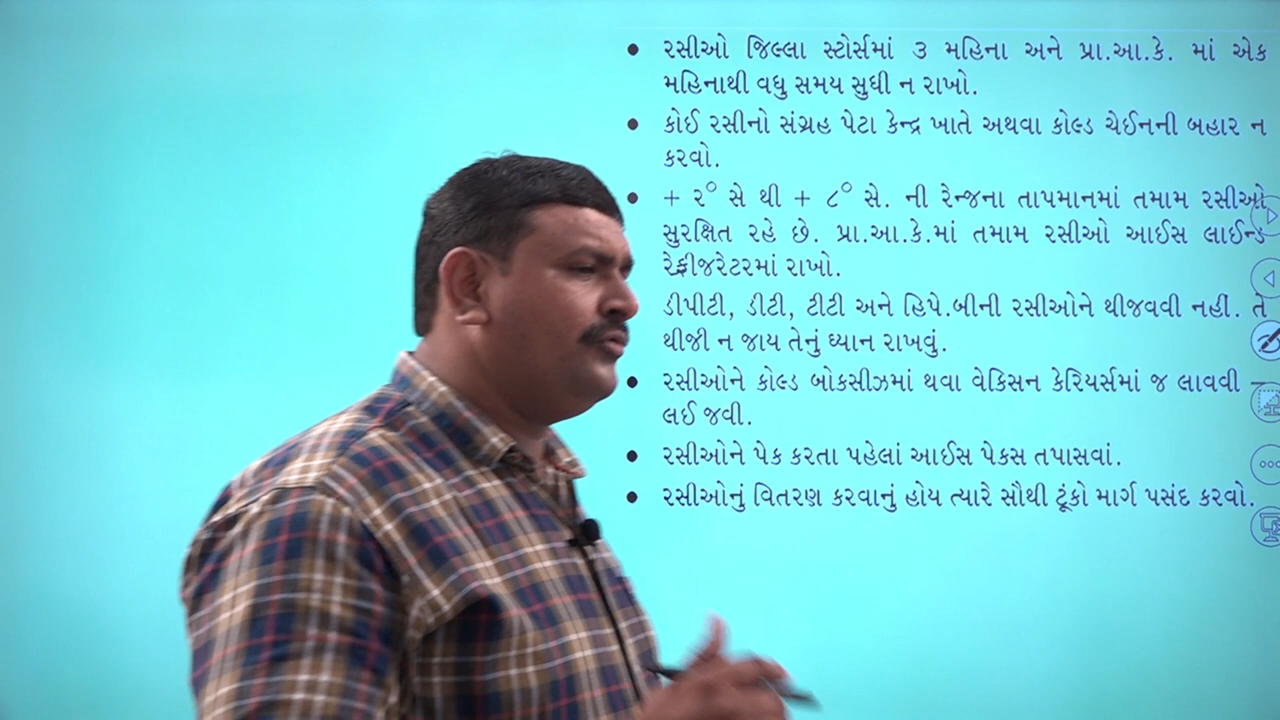 • રસીઓ જિલ્લા સ્ટોર્સમાં ૩ મહિના અને પ્રા.આ.કે. માં એક
મહિનાથી વધુ સમય સુધી ન રાખો.
• કોઈ રસીનો સંગ્રહ પેટા કેન્દ્ર ખાતે અથવા કોલ્ડ ચેઈનની બહાર ન
કરવો.
• + ૨° સે થી + ૮° સે. ની રેન્જના તાપમાનમાં તમામ રસીઓ
સુરક્ષિત રહે છે. પ્રા.આ.કે.માં તમામ રસીઓ આઈસ લાઈન્ડ
રેફ્રીજરેટરમાં રાખો.
ડીપીટી, ડીટી, ટીટી અને હિપે.બીની રસીઓને થીજવવી નહીં. તે
થીજી ન જાય તેનું ધ્યાન રાખવું.
• રસીઓને કોલ્ડ બોકસીઝમાં થવા વેકિસન કેરિયર્સમાં જ લાવવી –
લઈ જવી.
• રસીઓને પેક કરતા પહેલાં આઈસ પેકસ તપાસવાં.
• રસીઓનું વિતરણ કરવાનું હોય ત્યારે સૌથી ટૂંકો માર્ગ પસંદ કરવો.